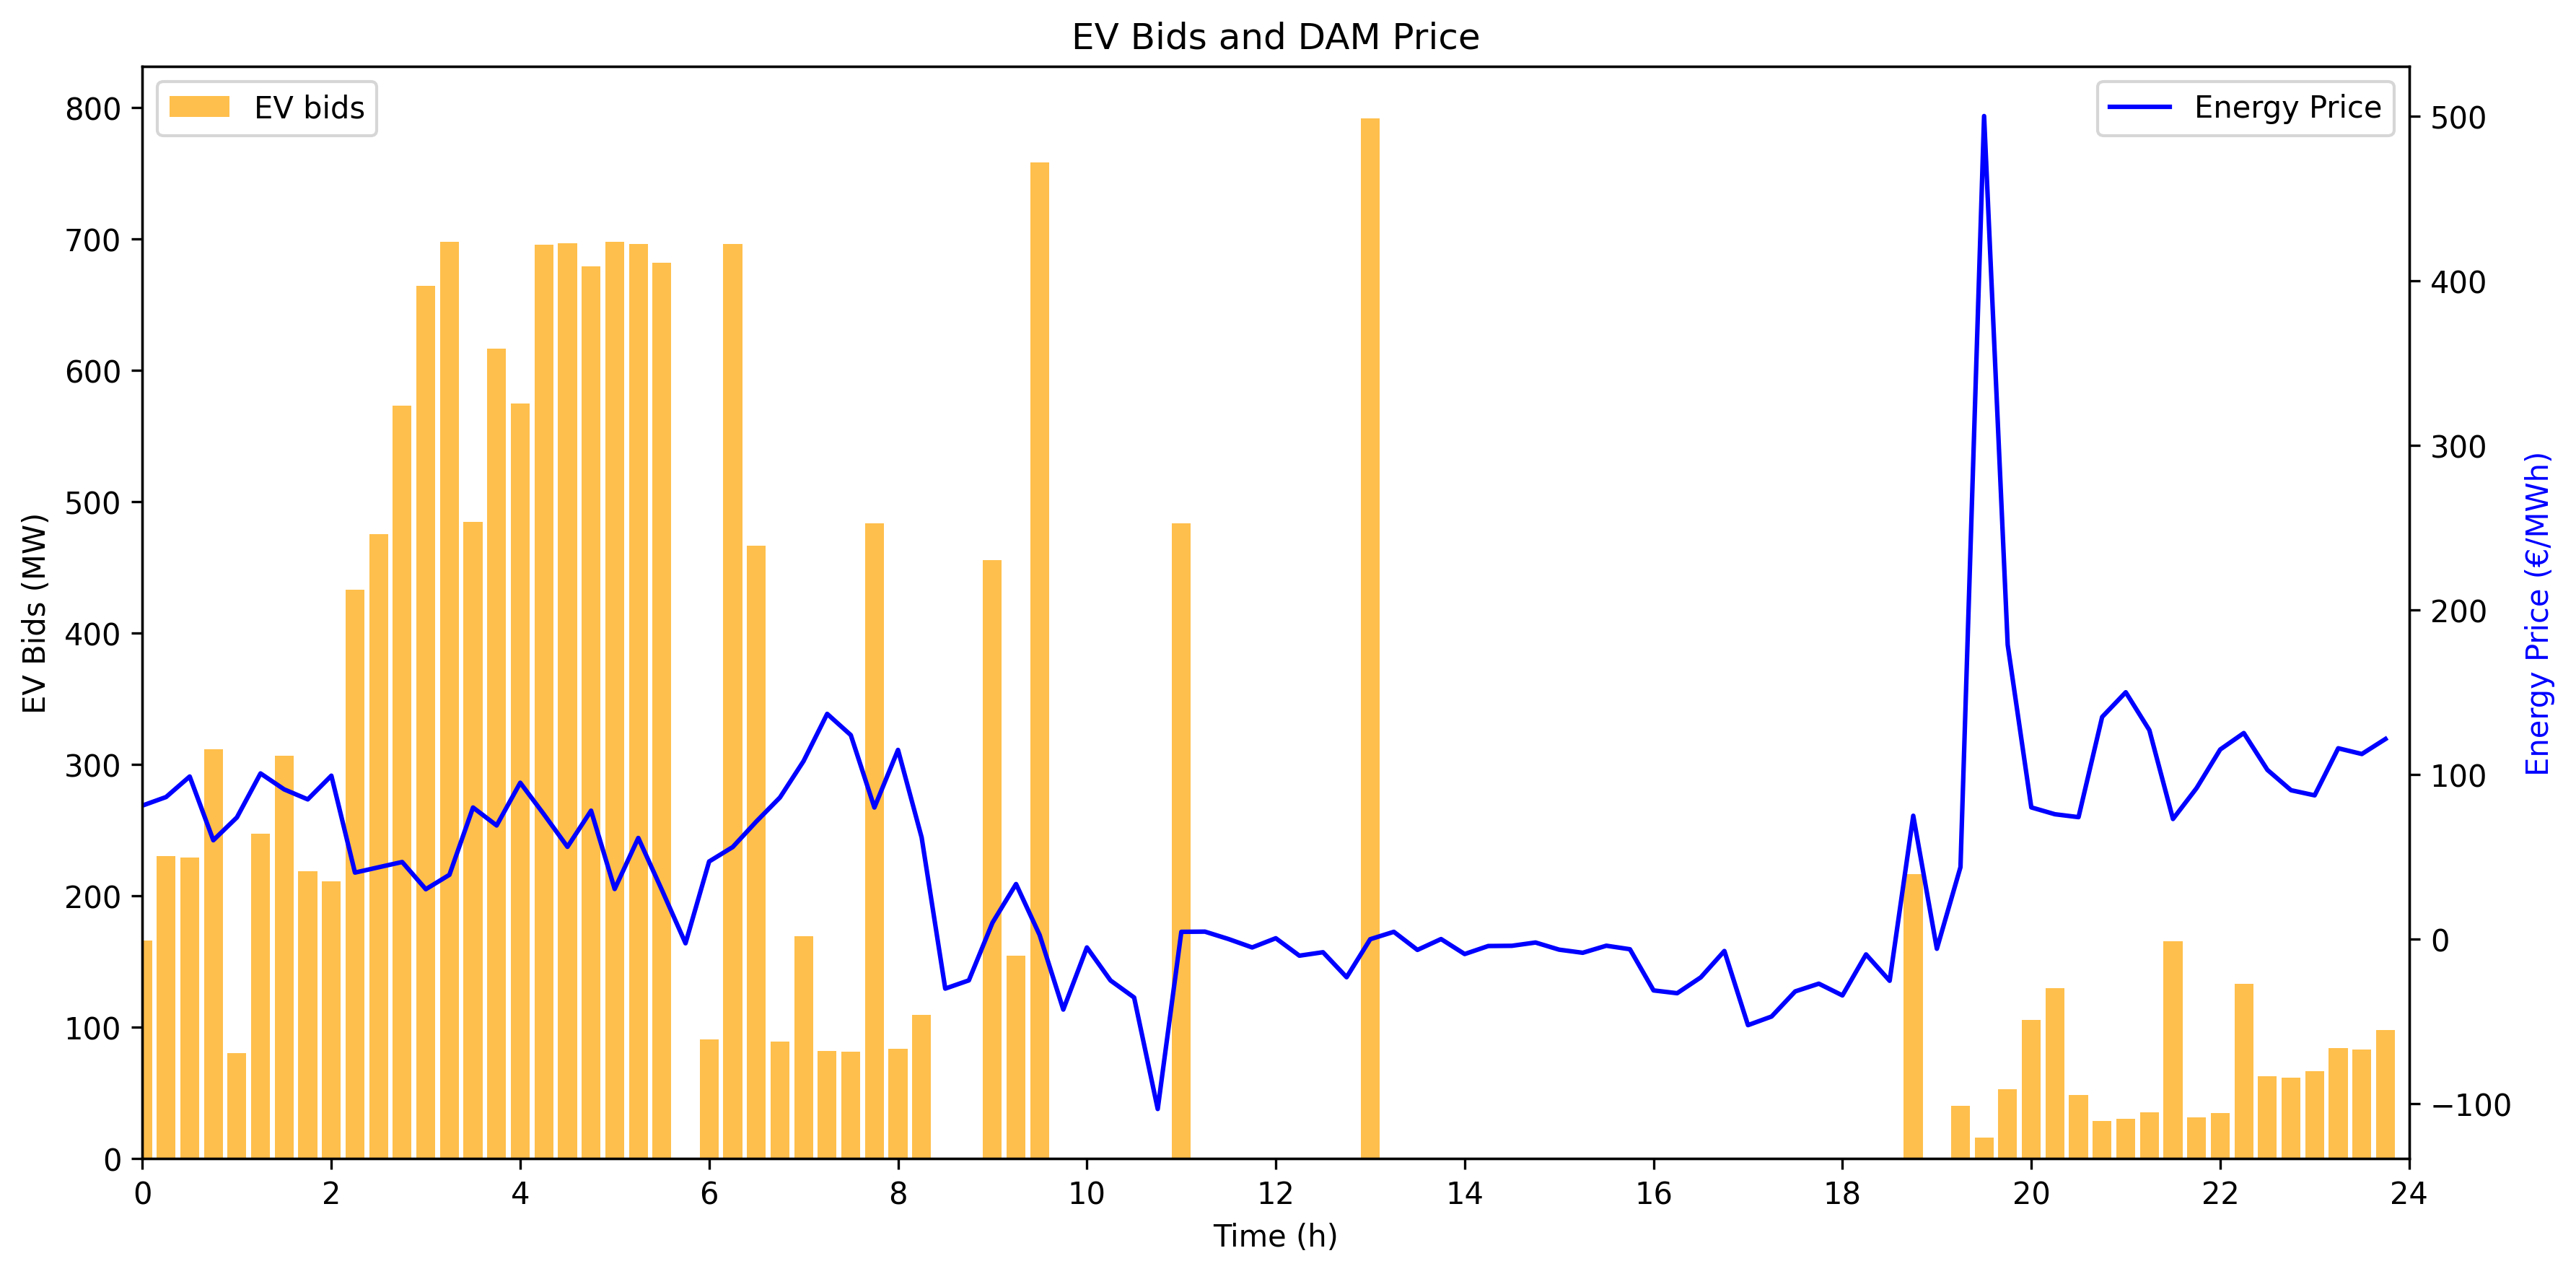 EV Bids and DAM Price
EV bids
Energy Price
EV Bids (MW)
800
700
600
500
400
300
200
100
0
500
400
300
200
100
0
−100
Energy Price (€/MWh)
0 2 4 6 8 10 12 14 16 18 20 22 24
Time (h)